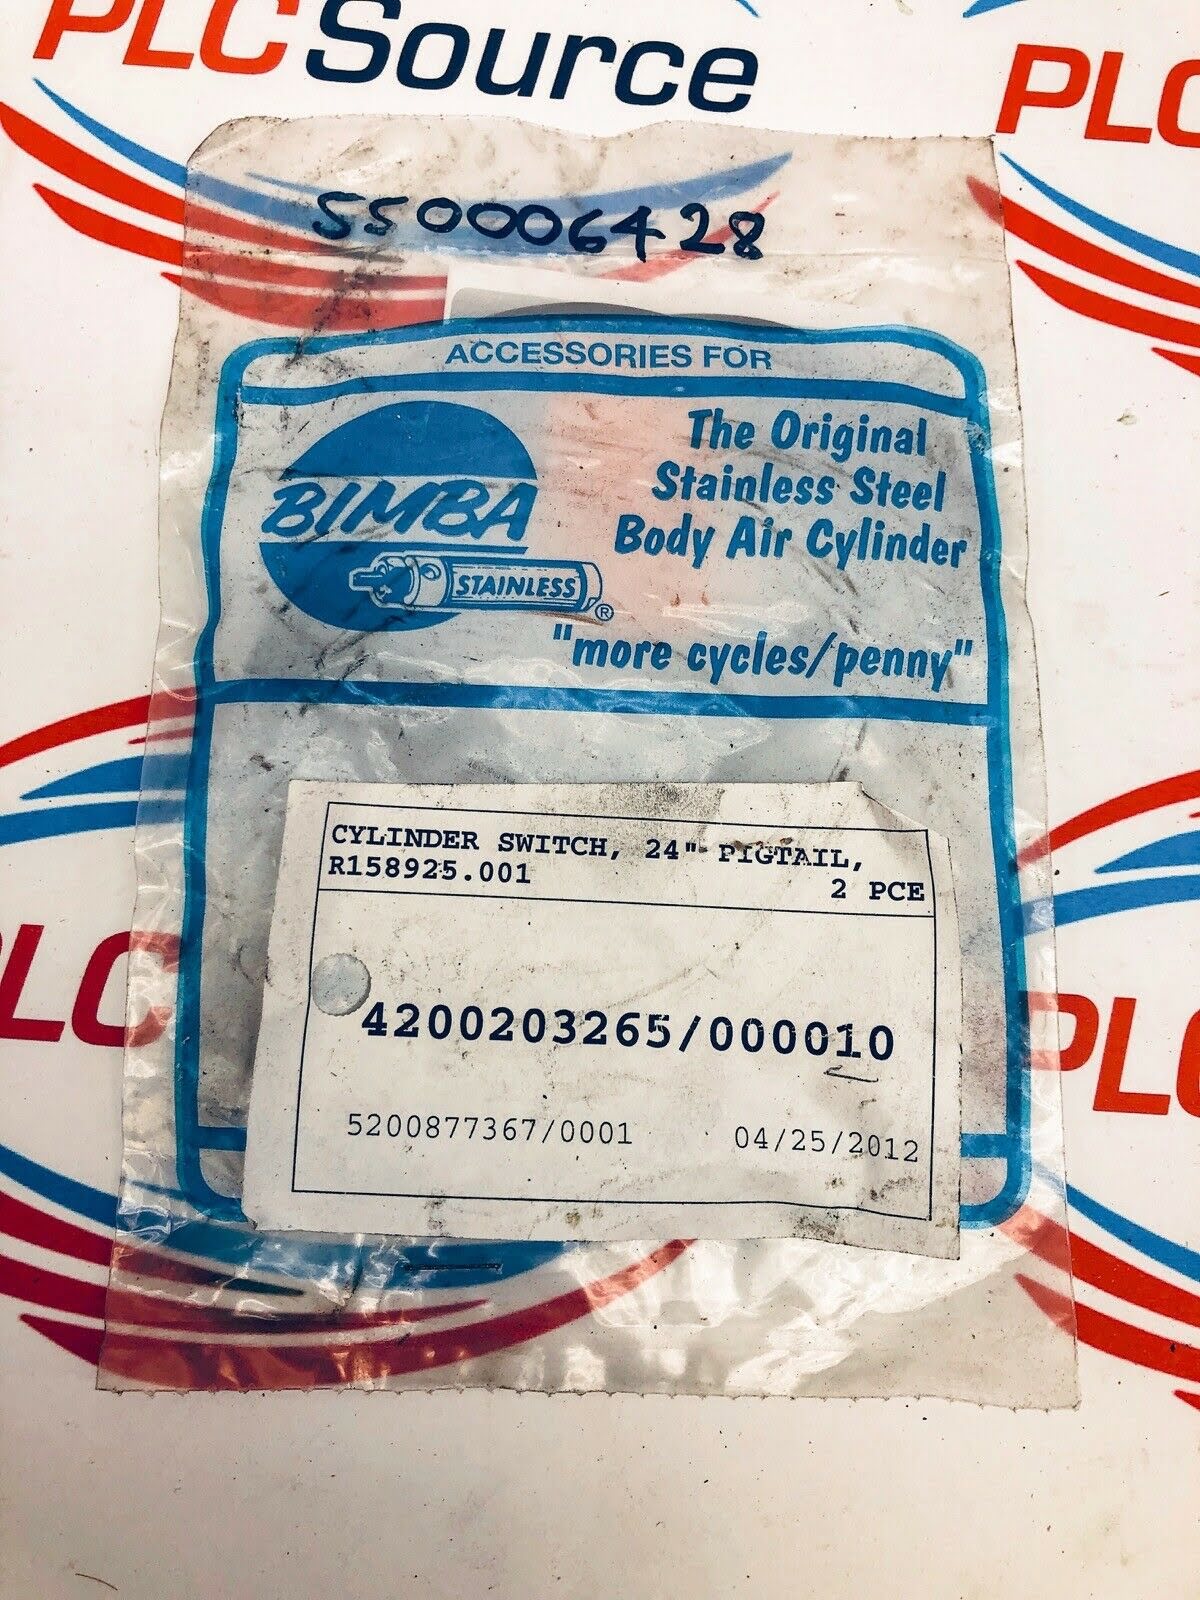 PLC Source
PLC
550006428
ACCESSORIES FOR
BIMBA
STAINLESS®
The Original
Stainless Steel
Body Air Cylinder
"more cycles/penny"
CYLINDER SWITCH, 24" PIGTAIL,
R158925.001 2 PCE
4200203265/000010
5200877367/0001 04/25/2012
PLC
PLC